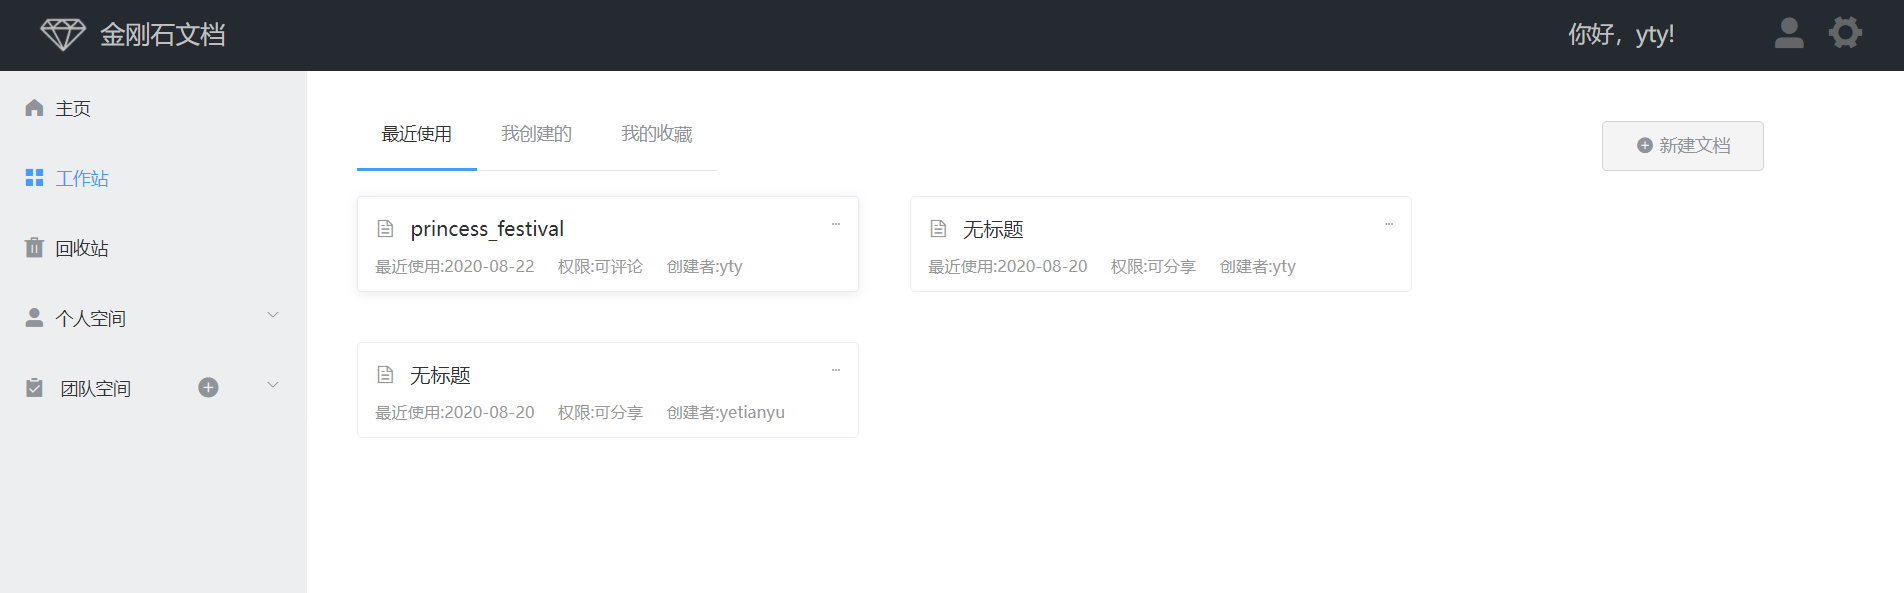 金刚石文档
你好，yty!
主页
工作站
回收站
个人空间
团队空间
最近使用 我创建的 我的收藏
新建文档
princess_festival
最近使用:2020-08-22 权限:可评论 创建者:yty
无标题
最近使用:2020-08-20 权限:可分享 创建者:yty
无标题
最近使用:2020-08-20 权限:可分享 创建者:yetianyu